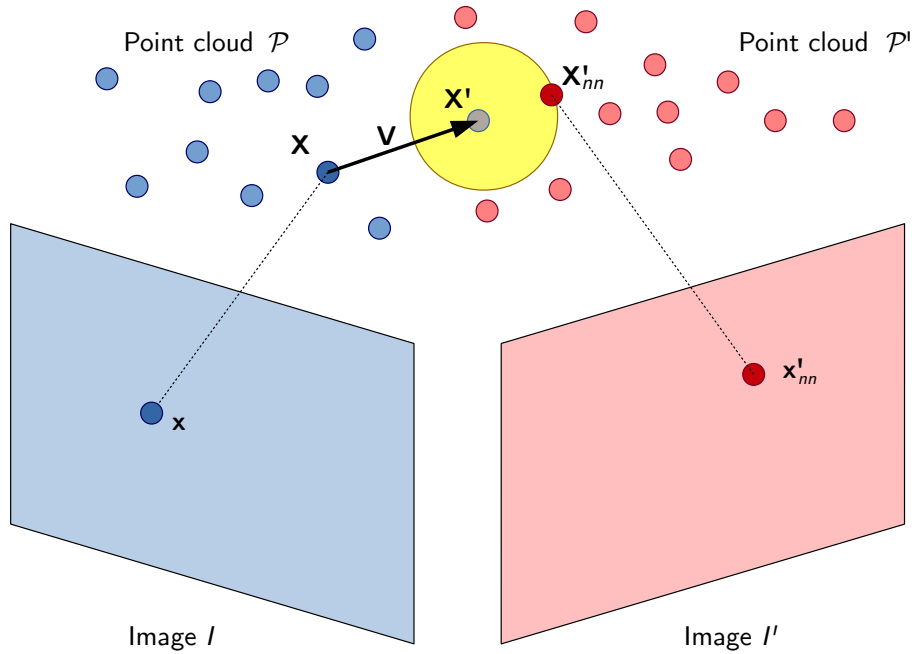 Point cloud 𝒫
Point cloud 𝒫'
X'nn
X'
V
X
x'nn
x
Image I
Image I'